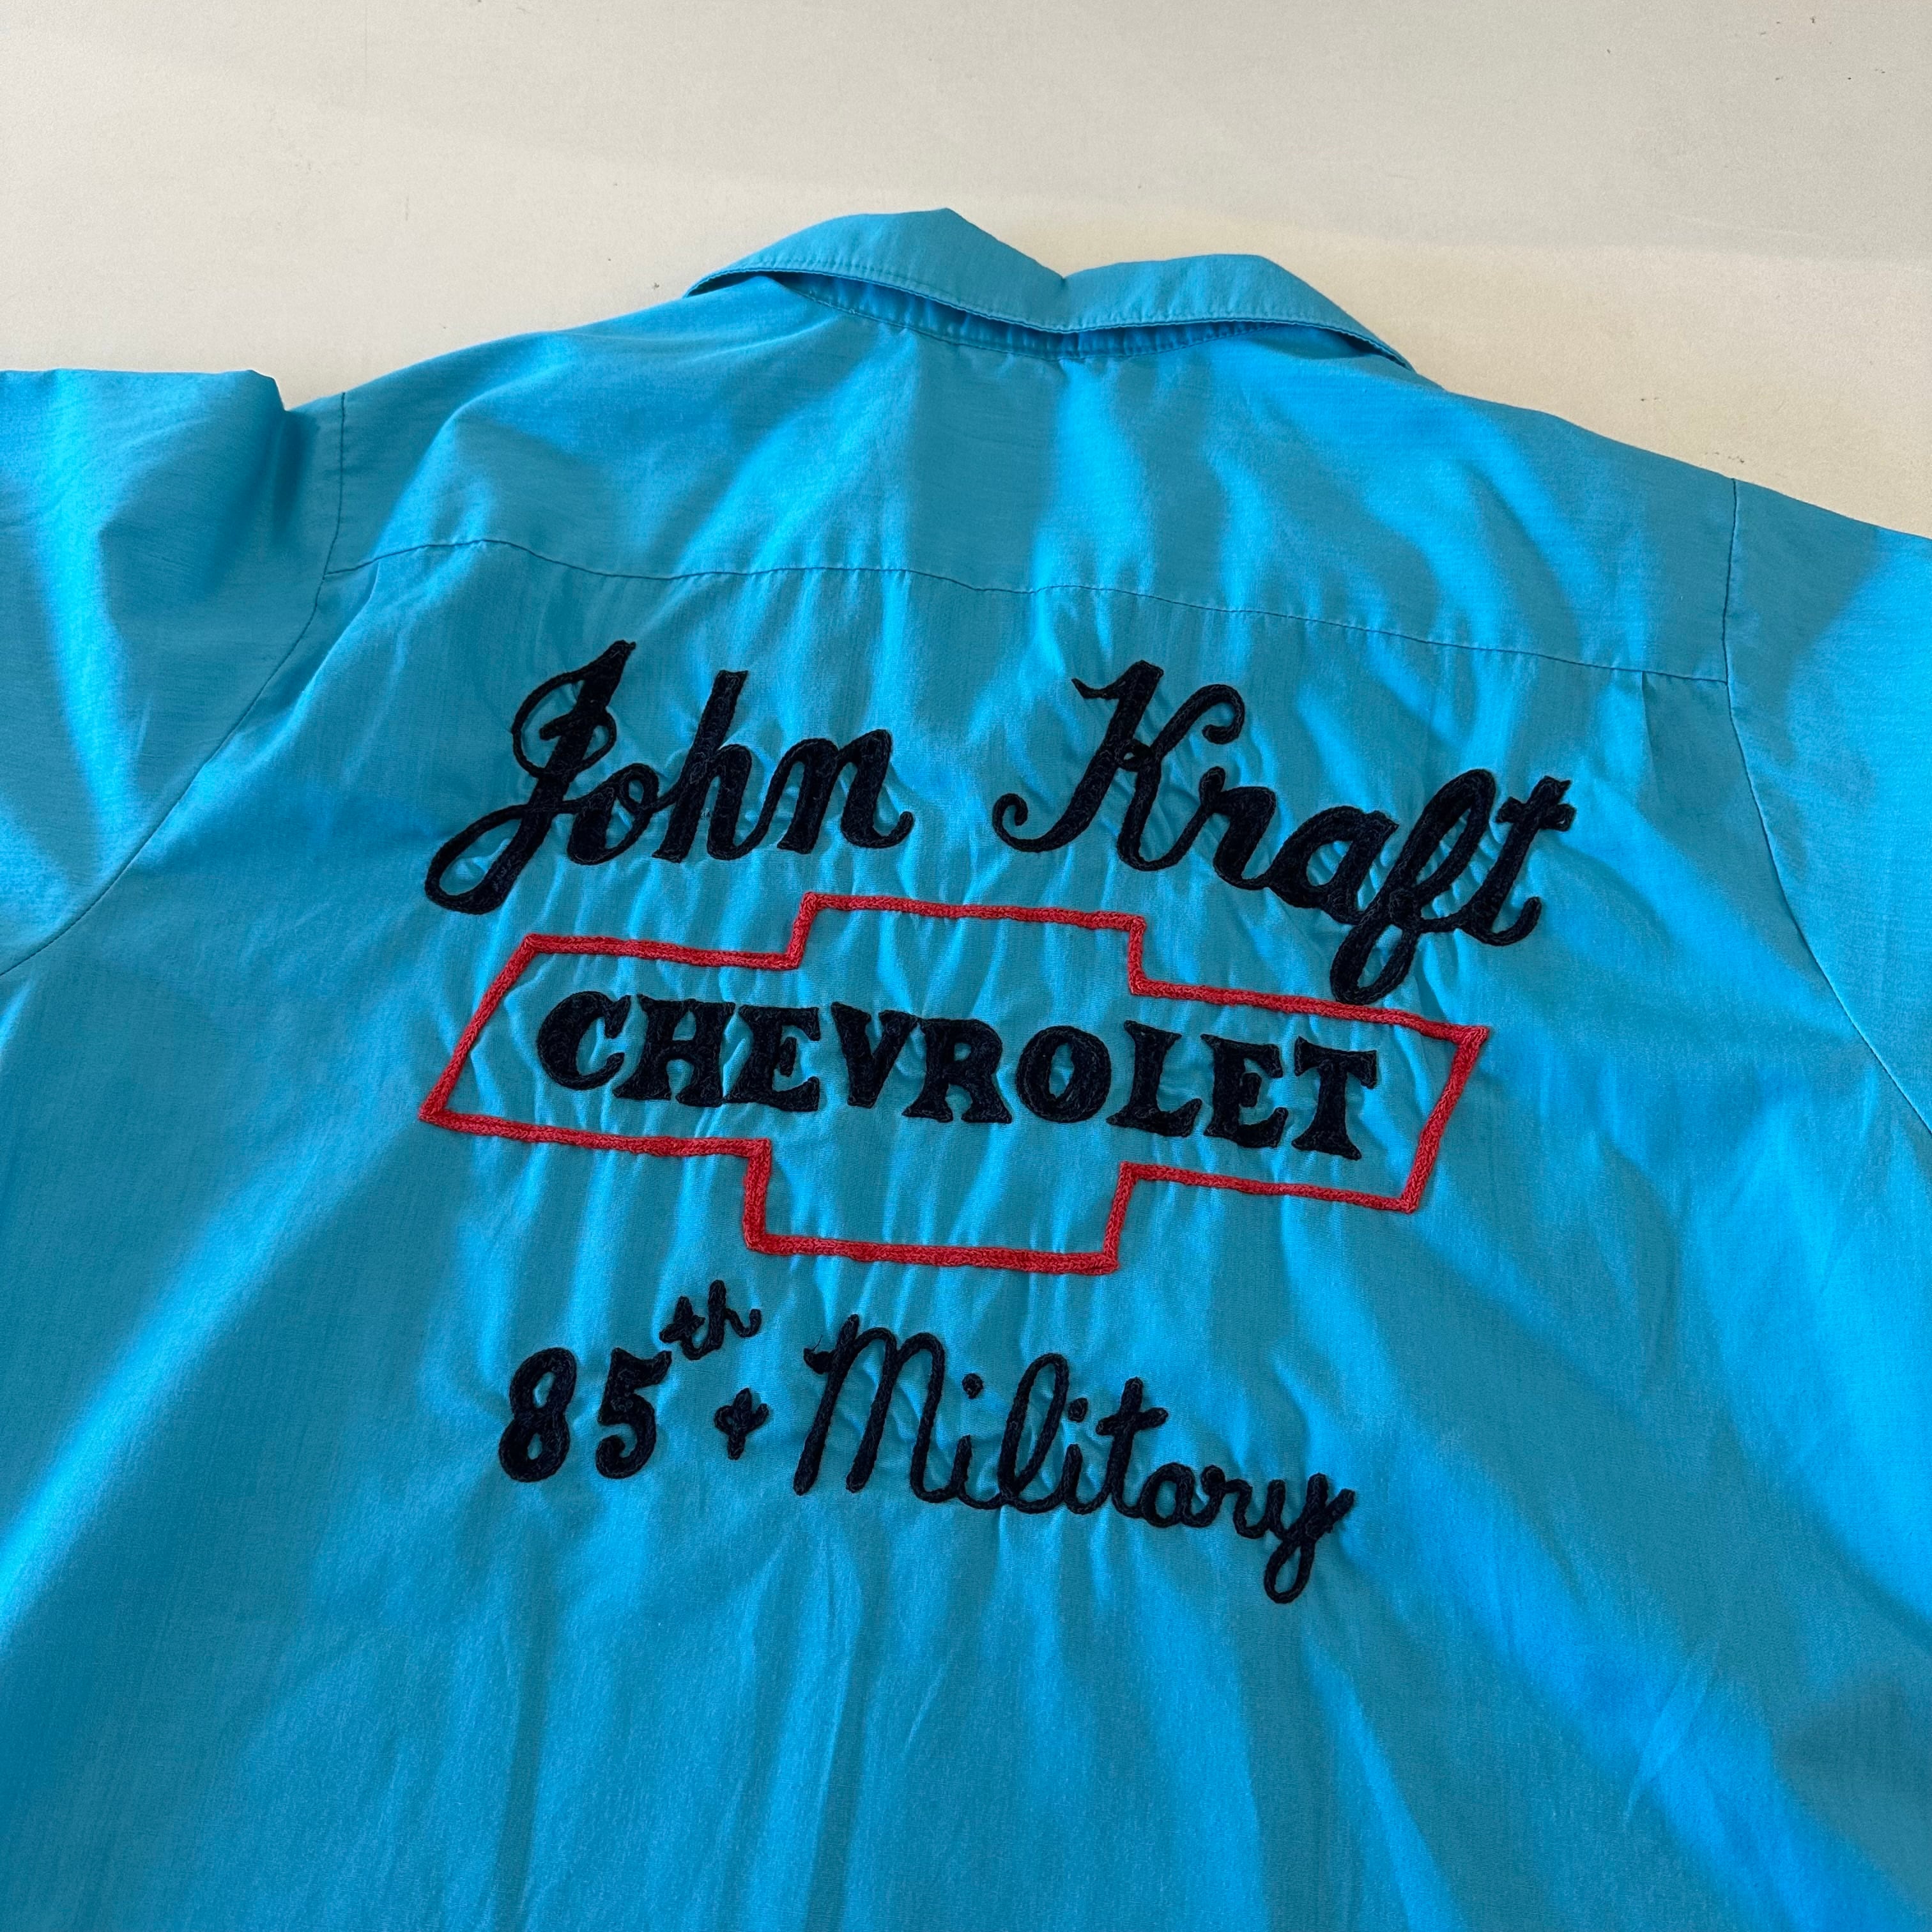 John Kraft
CHEVROLET
85th + Military